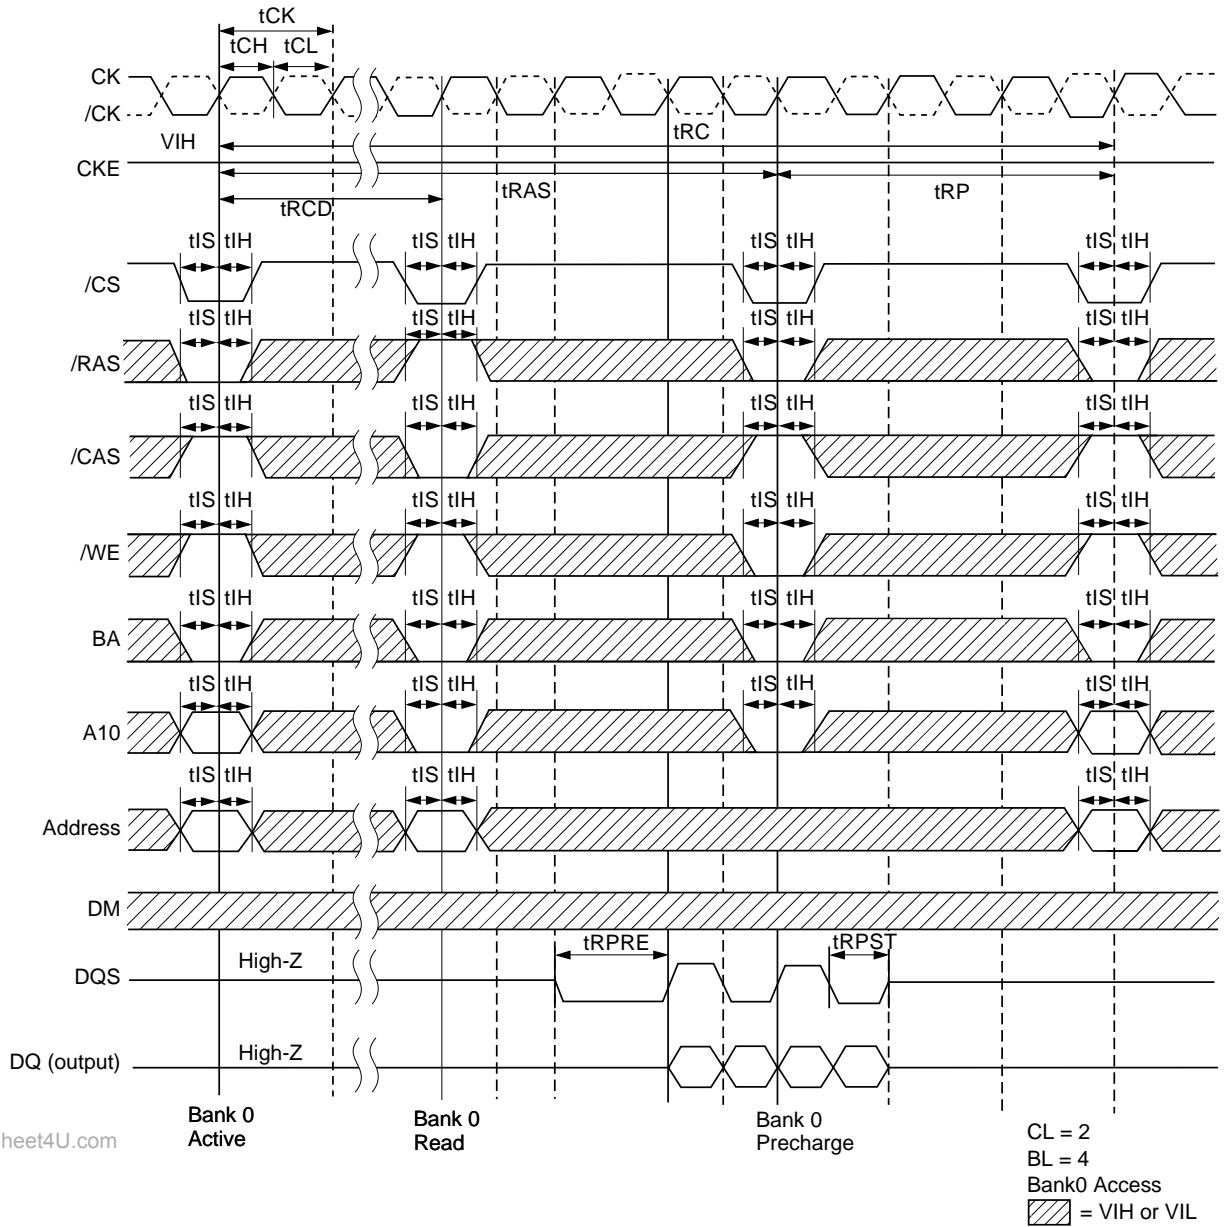 tCK
tCH tCL
CK
/CK
VIH
tRC
CKE
tRAS
tRP
tRCD
tIS tIH tIS tIH tIS tIH tIS tIH
/CS
tIS tIH tIS tIH tIS tIH tIS tIH
/RAS
tIS tIH tIS tIH tIS tIH tIS tIH
/CAS
tIS tIH tIS tIH tIS tIH tIS tIH
/WE
tIS tIH tIS tIH tIS tIH tIS tIH
BA
tIS tIH tIS tIH tIS tIH tIS tIH
A10
tIS tIH tIS tIH tIS tIH
Address
DM
tRPRE tRPST
High-Z
DQS
High-Z
DQ (output)
Bank 0
Active
Bank 0
Read
Bank 0
Precharge
heet4U.com
CL = 2
BL = 4
Bank0 Access
= VIH or VIL